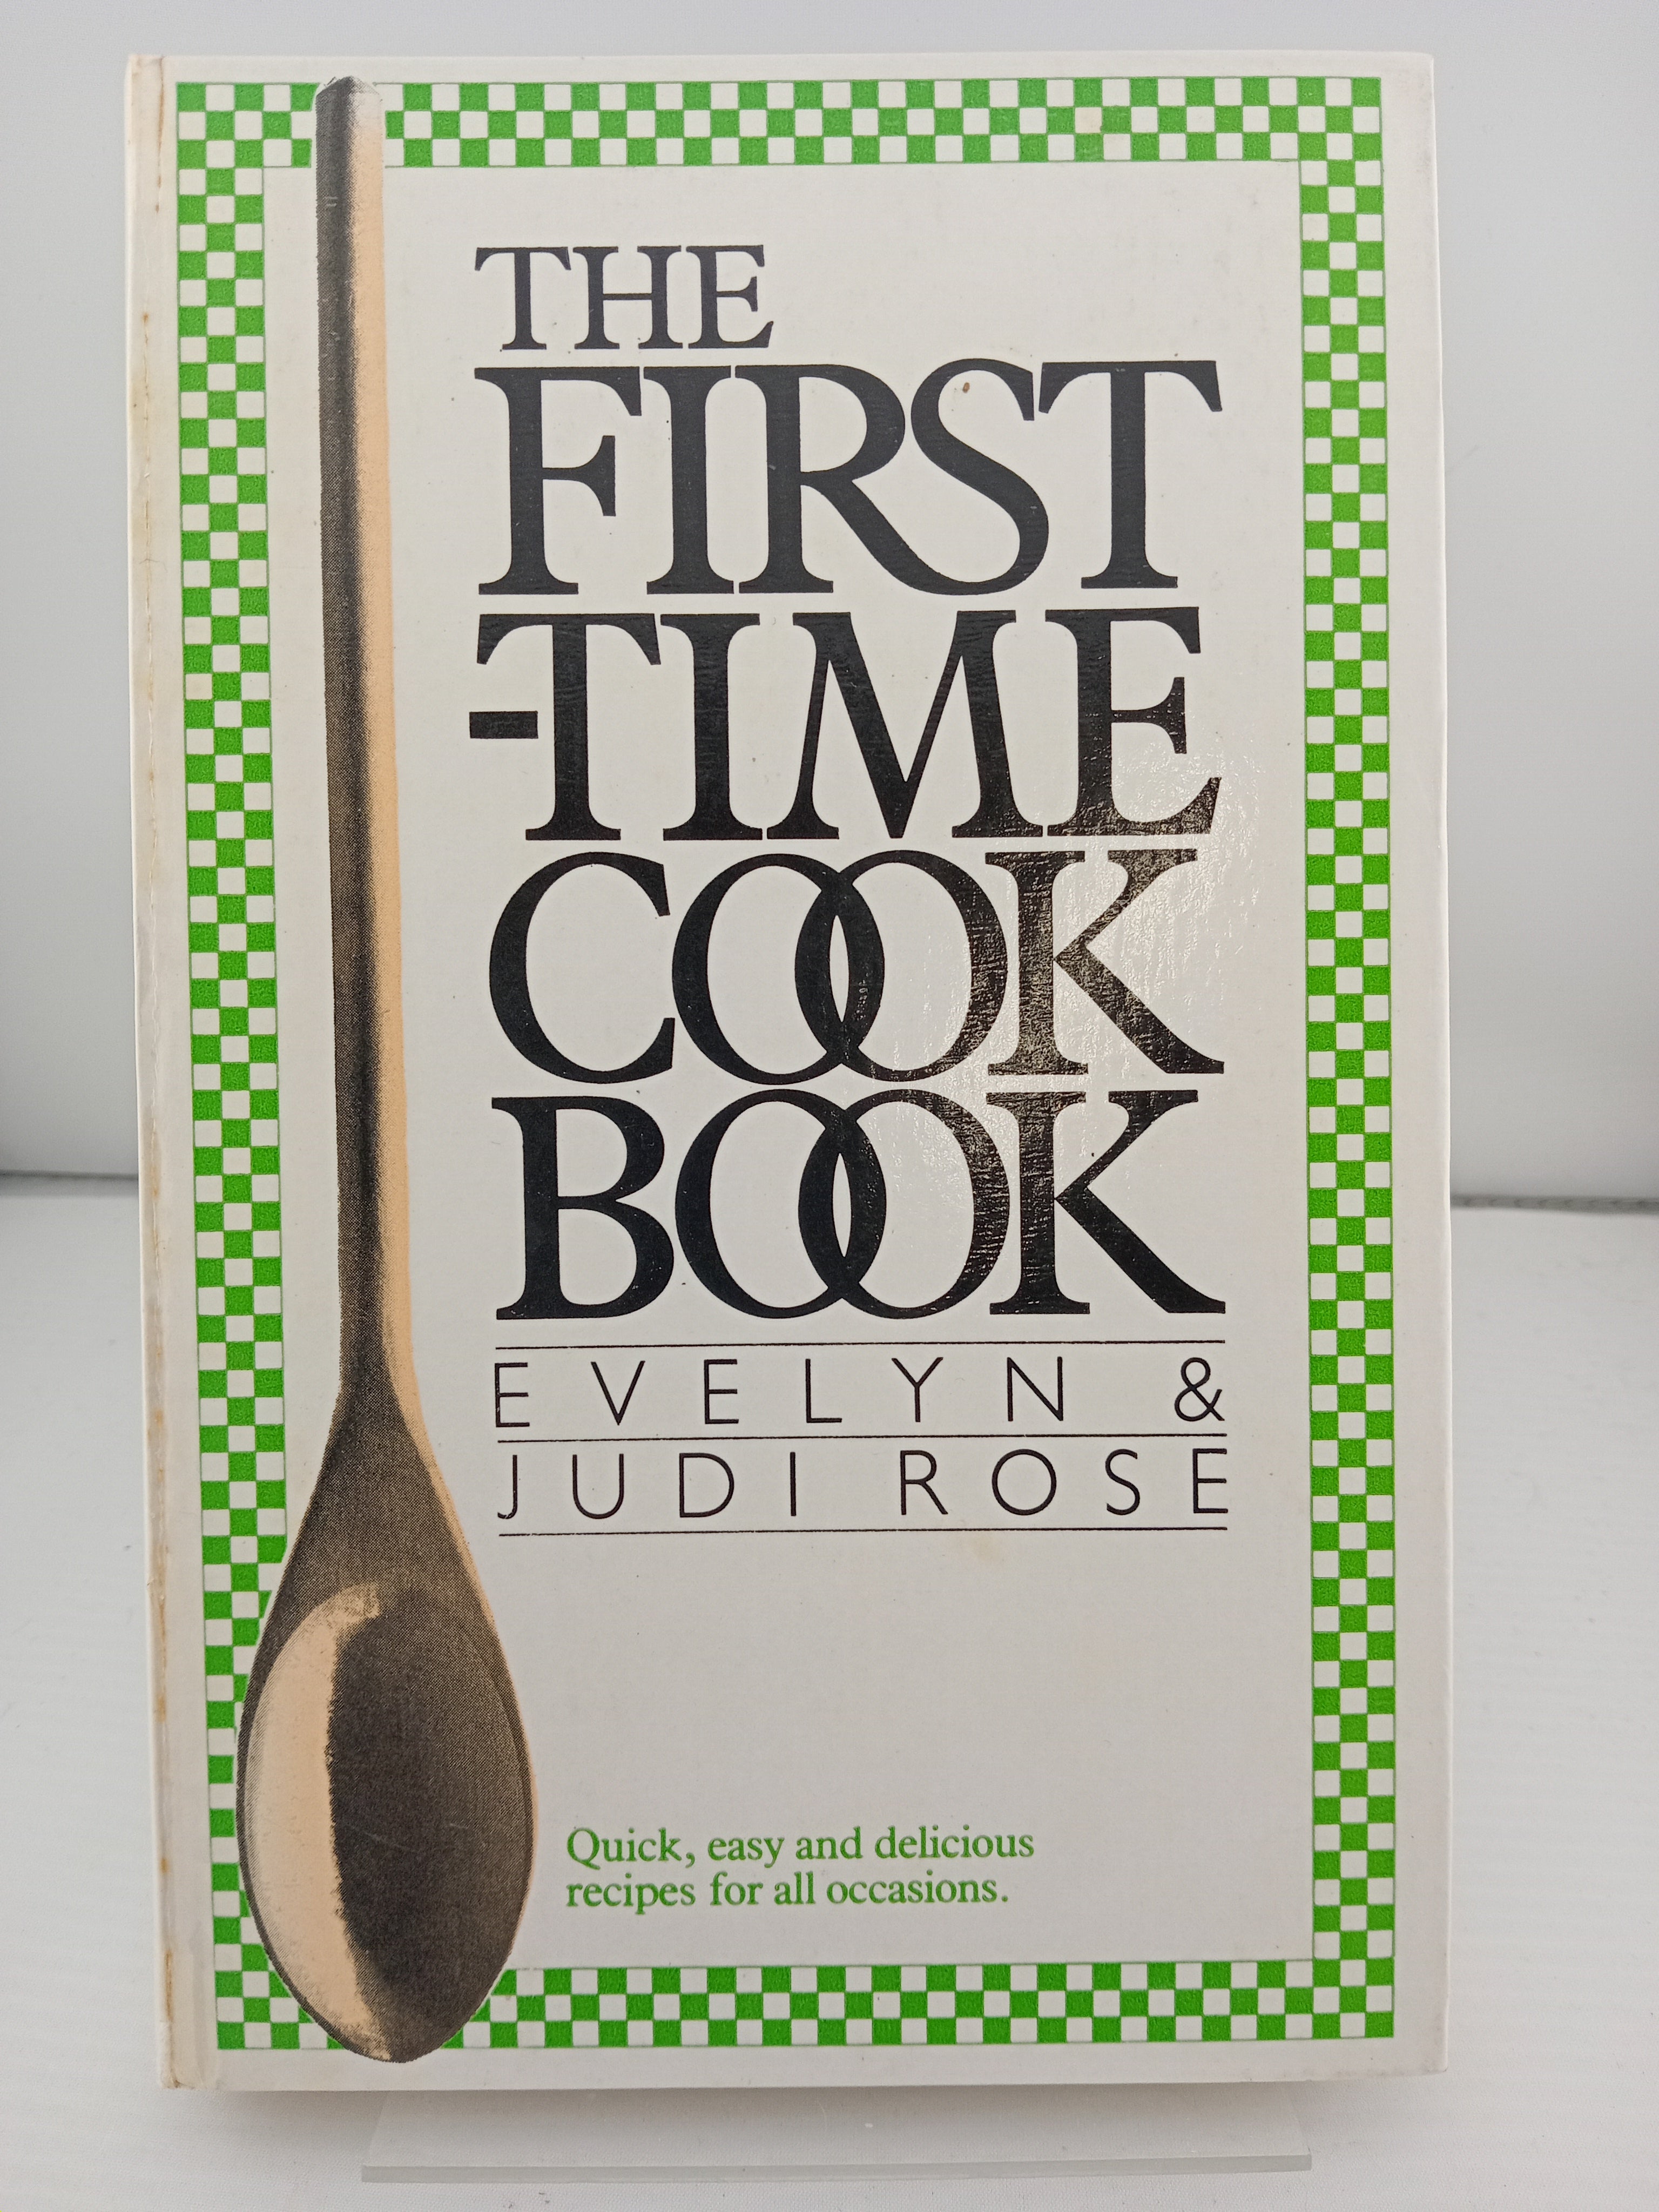 THE
FIRST
-TIME
COOK
BOOK
EVELYN &
JUDI ROSE
Quick, easy and delicious
recipes for all occasions.